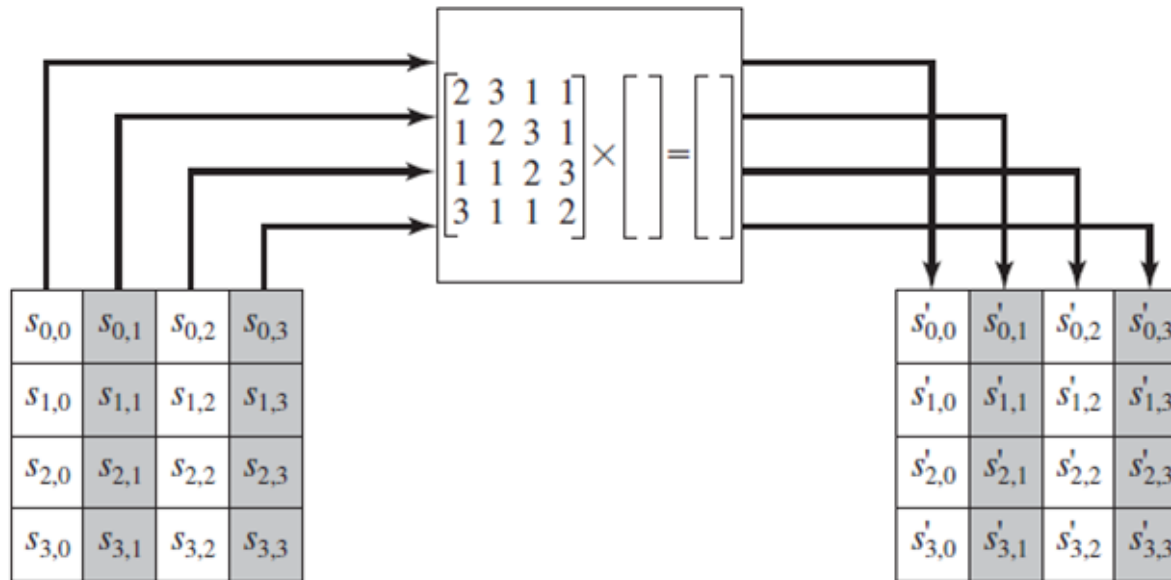 2 3 1 1
1 2 3 1
1 1 2 3
3 1 1 2
× =
s0,0 s0,1 s0,2 s0,3
s1,0 s1,1 s1,2 s1,3
s2,0 s2,1 s2,2 s2,3
s3,0 s3,1 s3,2 s3,3
s'0,0 s'0,1 s'0,2 s'0,3
s'1,0 s'1,1 s'1,2 s'1,3
s'2,0 s'2,1 s'2,2 s'2,3
s'3,0 s'3,1 s'3,2 s'3,3